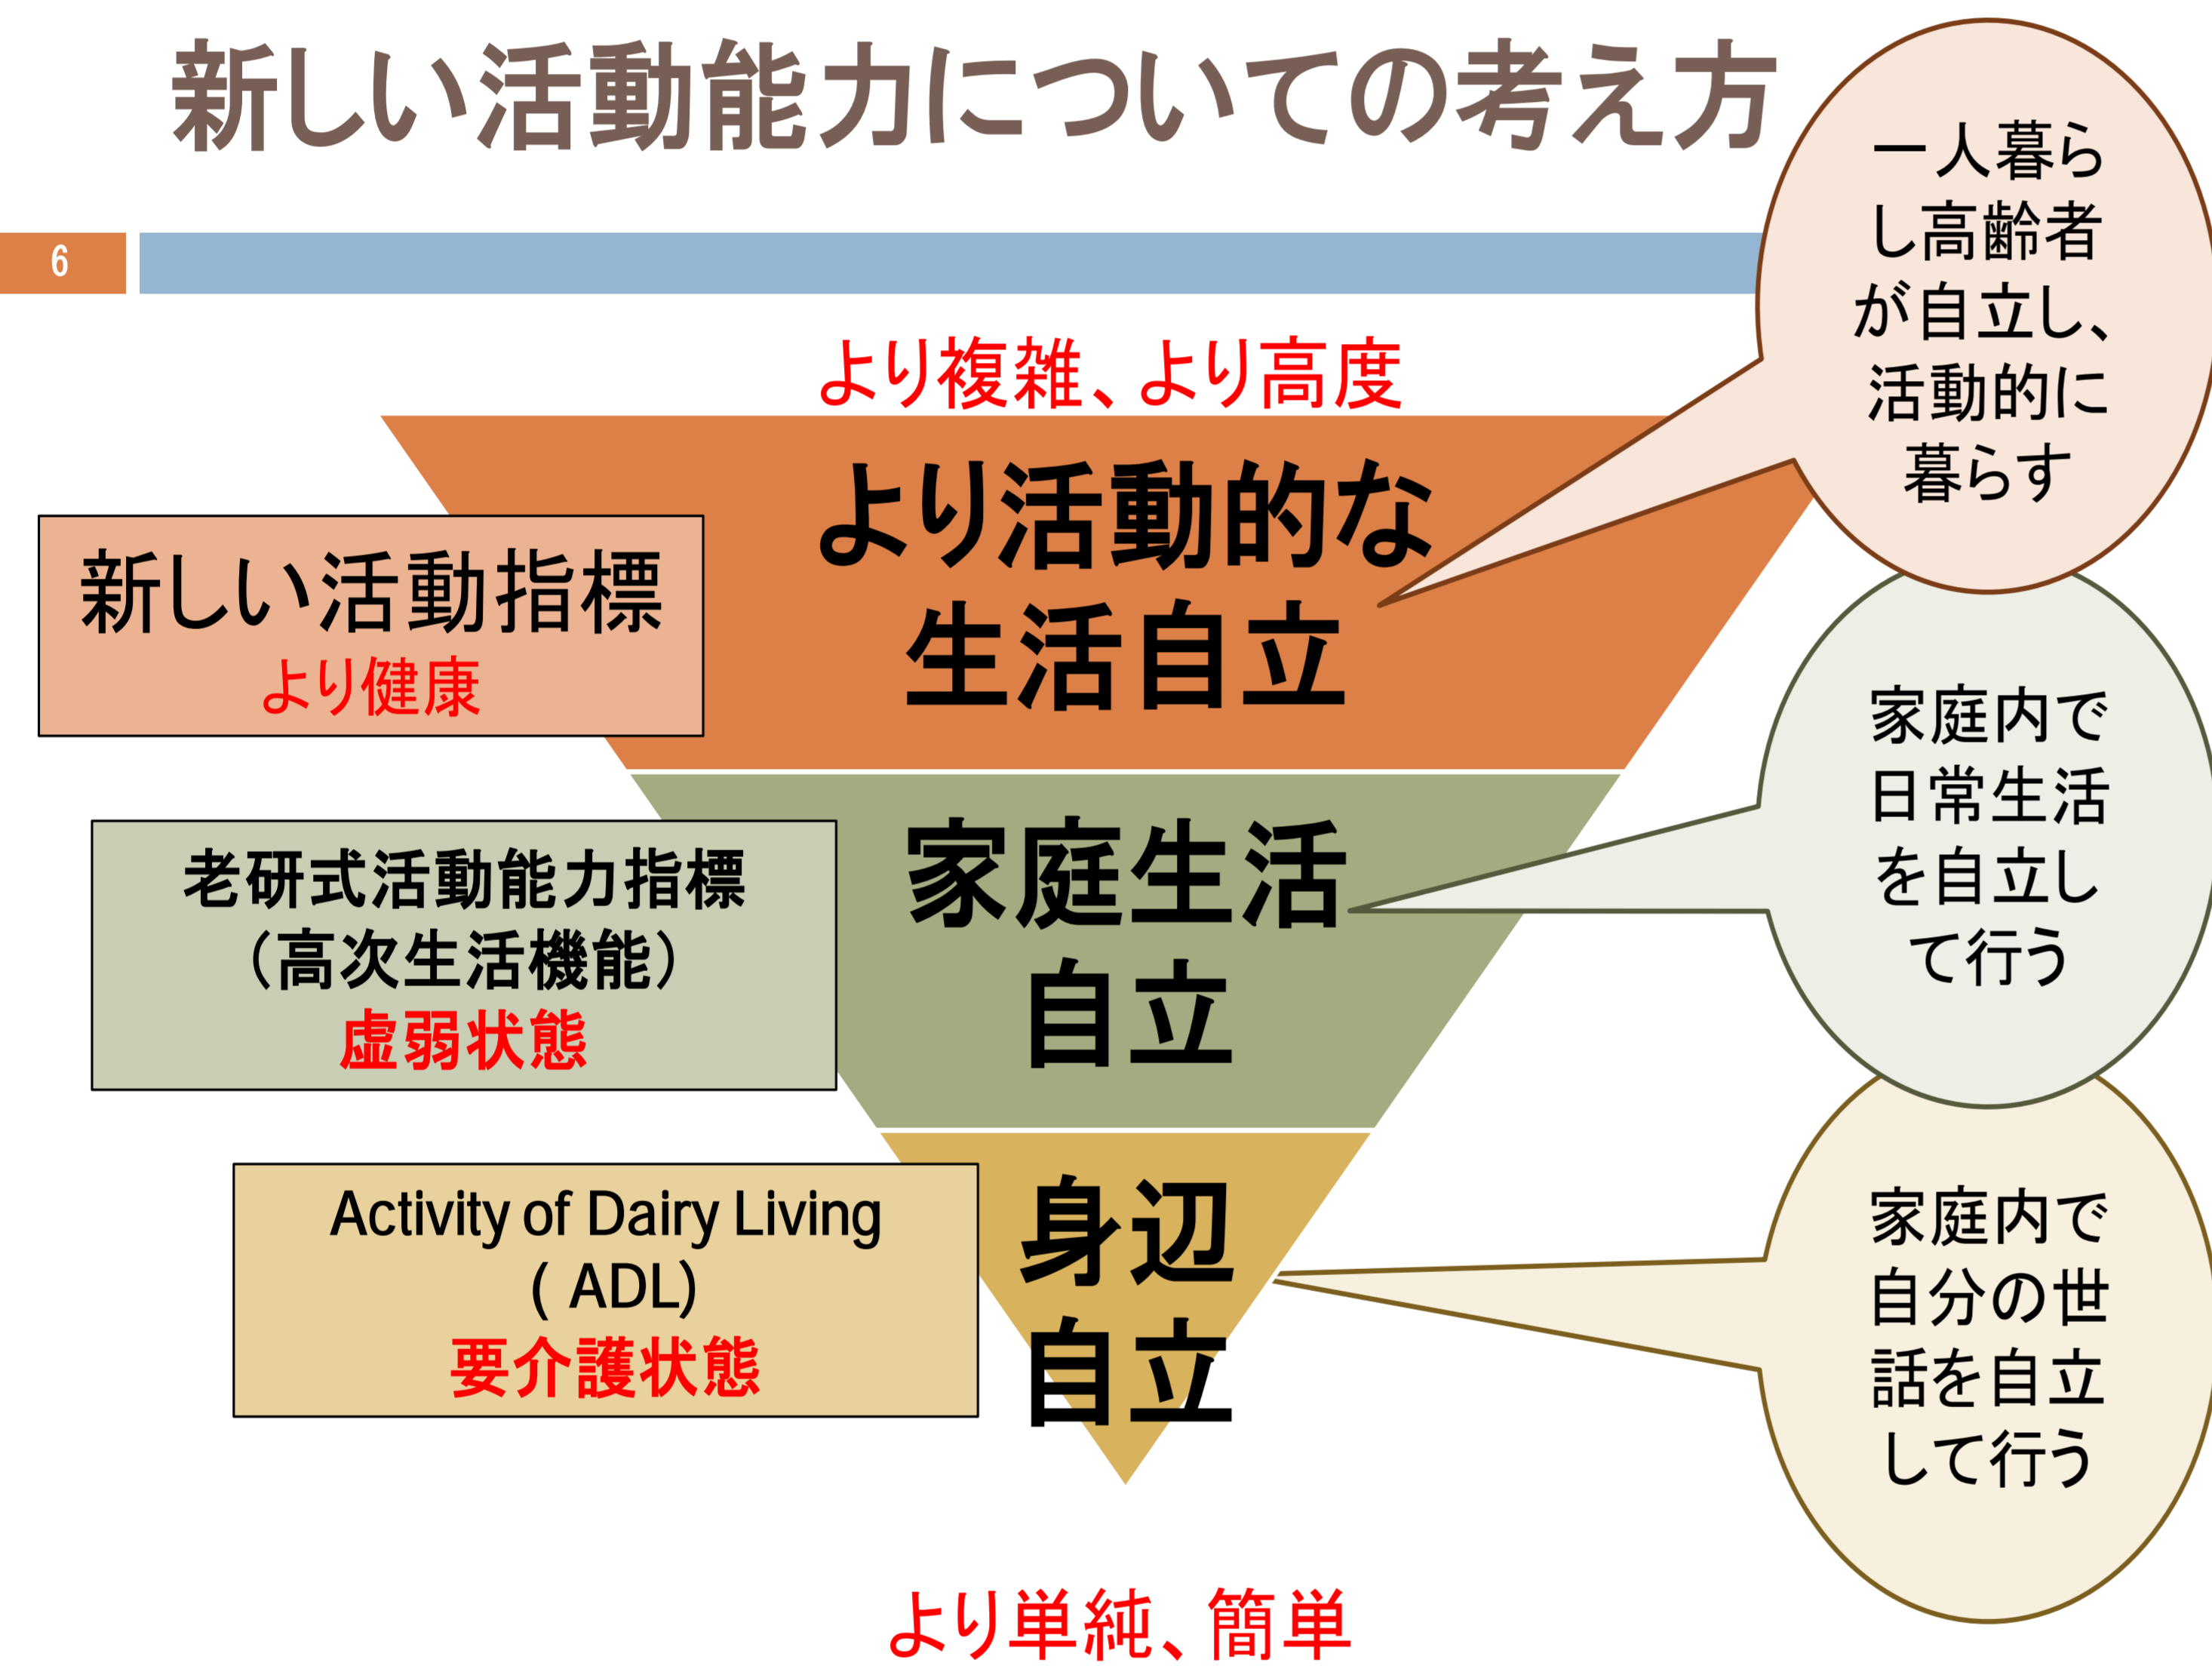 新しい活動能力についての考え方
6
より複雑、より高度
より活動的な
生活自立
新しい活動指標
より健康
一人暮ら
し高齢者
が自立し、
活動的に
暮らす
家庭生活
自立
老研式活動能力指標
（高次生活機能）
虚弱状態
家庭内で
日常生活
を自立し
て行う
身辺
自立
Activity of Dairy Living
( ADL)
要介護状態
家庭内で
自分の世
話を自立
して行う
より単純、簡単